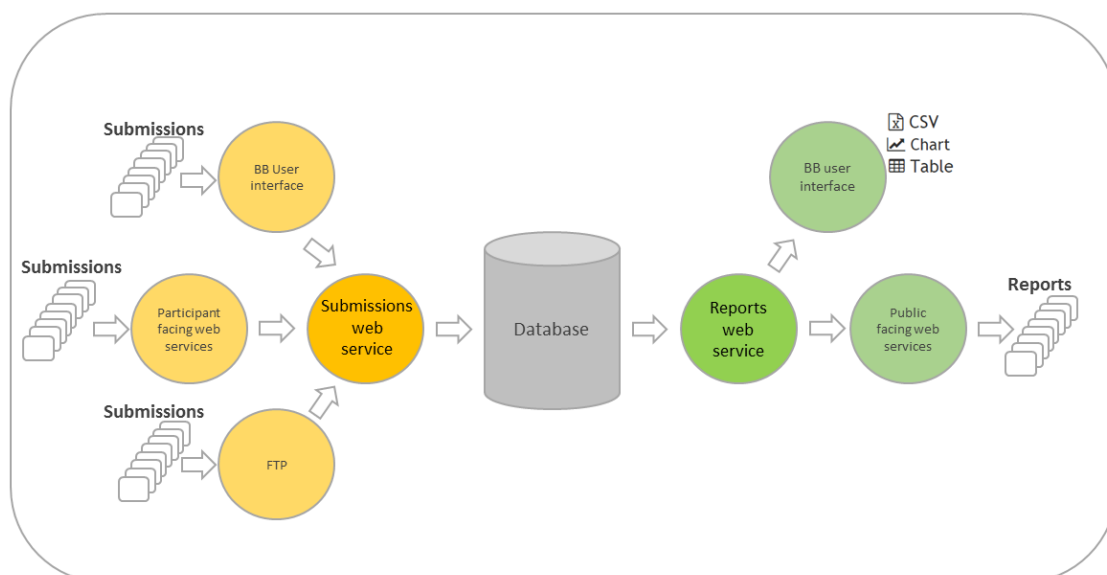 Submissions
BB User
interface
CSV
Chart
Table
BB user
interface
Submissions
Participant
facing web
services
Submissions
web
service
Database
Reports
web
service
Public
facing web
services
Reports
Submissions
FTP